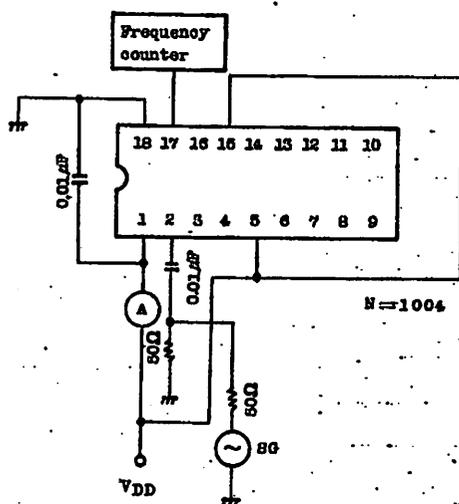 Frequency
counter
18 17 16 15 14 13 12 11 10
0.01μF
1 2 3 4 5 6 7 8 9
0.01μF
N=1004
A
50Ω
50Ω
SG
VDD